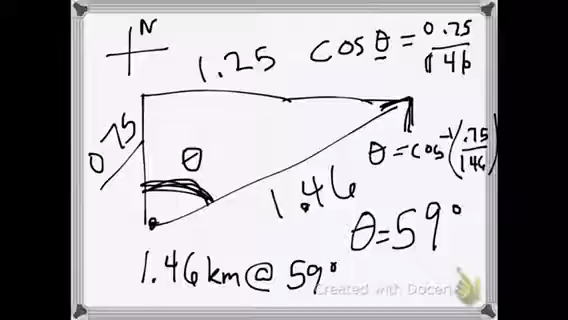 N
1.25
cos θ = 0.75
1.46
0.75
θ
θ = cos⁻¹(.75
1.46)
1.46
θ = 59°
1.46 km @ 59°
Created with Doceri